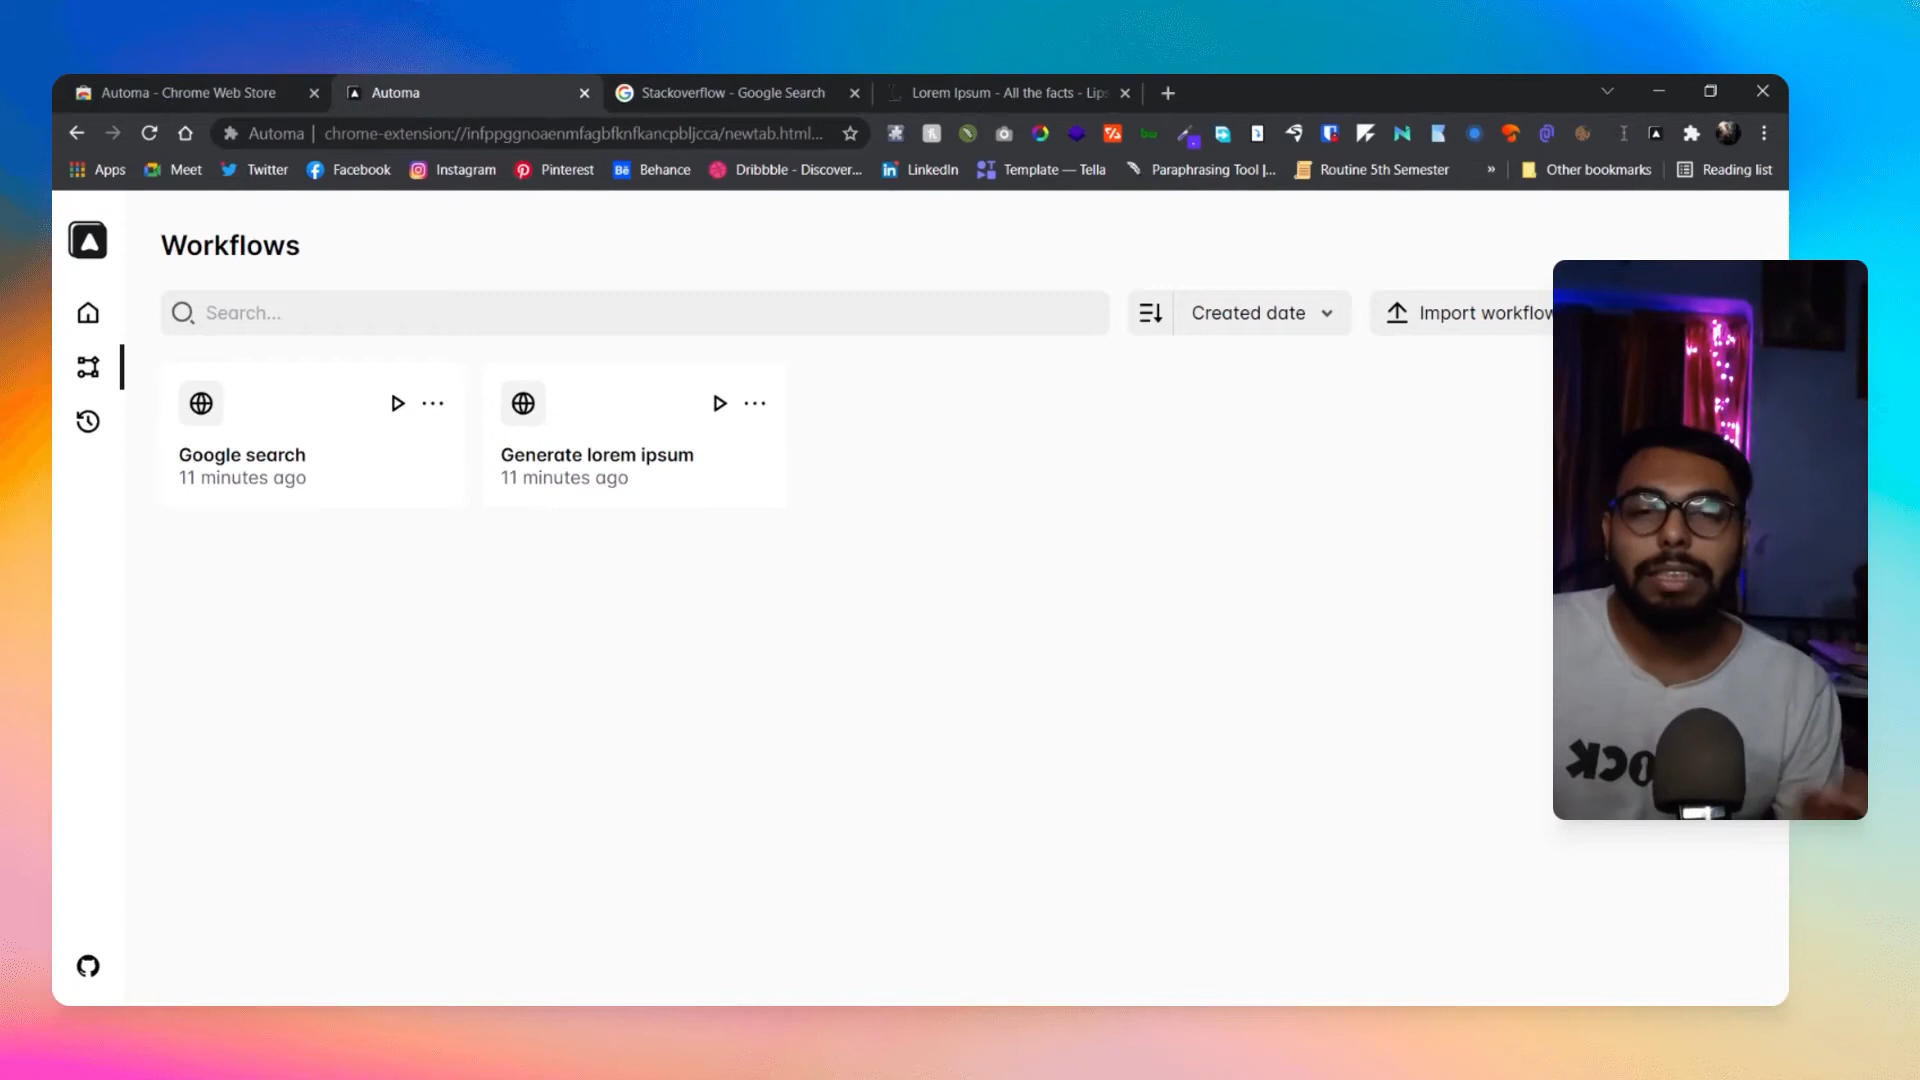 Automa - Chrome Web Store
Automa
Stackoverflow - Google Search
Lorem Ipsum - All the facts - Lips
Automa | chrome-extension://infppggnoaenmfagbfknfkancpbljcca/newtab.html...
Apps
Meet
Twitter
Facebook
Instagram
Pinterest
Behance
Dribbble - Discover...
LinkedIn
Template — Tella
Paraphrasing Tool |...
Routine 5th Semester
»
Other bookmarks
Reading list
Workflows
Search...
Created date
Import workflow
Google search
11 minutes ago
Generate lorem ipsum
11 minutes ago